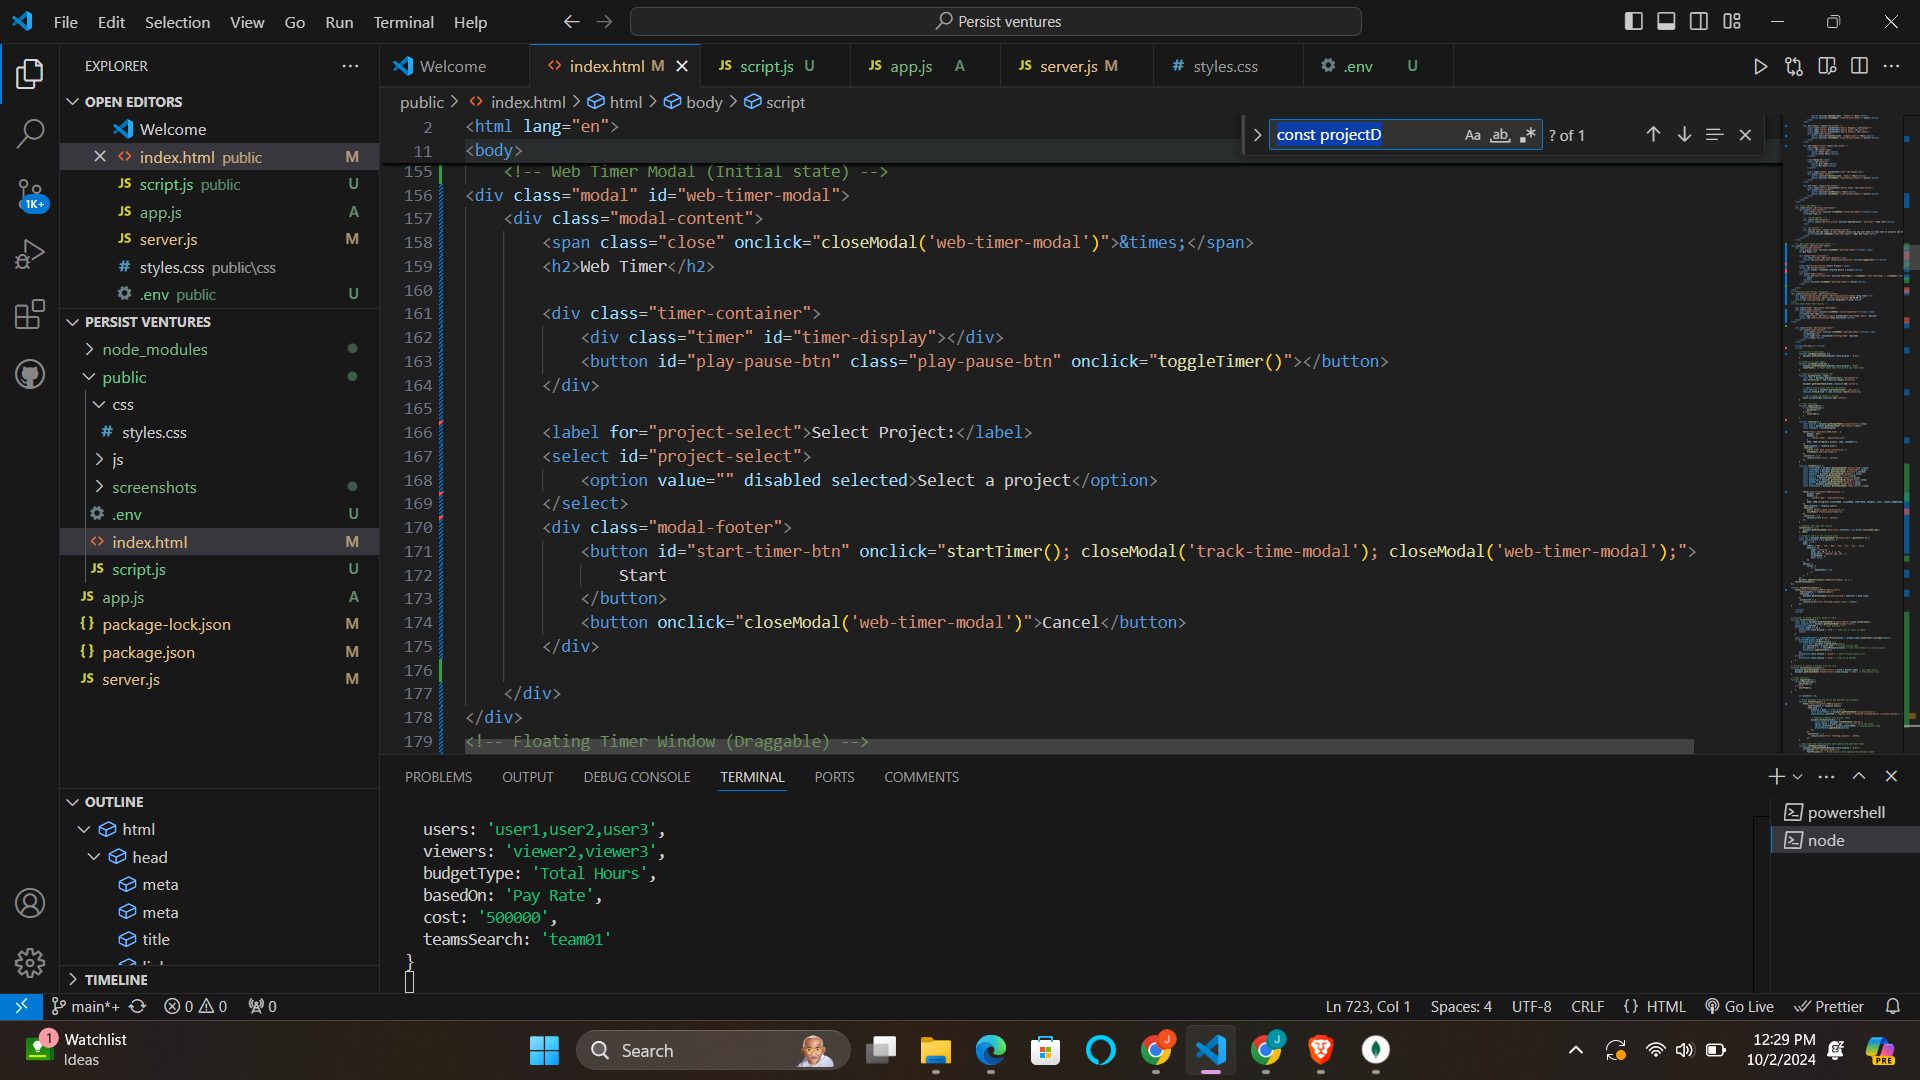 File Edit Selection View Go Run Terminal Help
Persist ventures
EXPLORER
OPEN EDITORS
Welcome
index.html public M
script.js public U
app.js A
server.js M
styles.css public\css
.env public U
PERSIST VENTURES
node_modules
public
css
styles.css
js
screenshots
.env U
index.html M
script.js U
app.js A
package-lock.json M
package.json M
server.js M
OUTLINE
html
head
meta
meta
title
TIMELINE
Welcome
index.html M
script.js U
app.js A
server.js M
styles.css
.env U
public > index.html > html > body > script
const projectD
Aa ab ? of 1
2 <html lang="en">
11 <body>
155 <!-- Web Timer Modal (Initial state) -->
156 <div class="modal" id="web-timer-modal">
157 <div class="modal-content">
158 <span class="close" onclick="closeModal('web-timer-modal')">&times;</span>
159 <h2>Web Timer</h2>
160
161 <div class="timer-container">
162 <div class="timer" id="timer-display"></div>
163 <button id="play-pause-btn" class="play-pause-btn" onclick="toggleTimer()"></button>
164 </div>
165
166 <label for="project-select">Select Project:</label>
167 <select id="project-select">
168 <option value="" disabled selected>Select a project</option>
169 </select>
170 <div class="modal-footer">
171 <button id="start-timer-btn" onclick="startTimer(); closeModal('track-time-modal'); closeModal('web-timer-modal');">
172 Start
173 </button>
174 <button onclick="closeModal('web-timer-modal')">Cancel</button>
175 </div>
176
177 </div>
178 </div>
179 <!-- Floating Timer Window (Draggable) -->
PROBLEMS OUTPUT DEBUG CONSOLE TERMINAL PORTS COMMENTS
users: 'user1,user2,user3',
viewers: 'viewer2,viewer3',
budgetType: 'Total Hours',
basedOn: 'Pay Rate',
cost: '500000',
teamsSearch: 'team01'
}
powershell
node
1K+
main*+ 0 0 0
Ln 723, Col 1 Spaces: 4 UTF-8 CRLF {} HTML Go Live Prettier
1 Watchlist
Ideas
Search
J
J
12:29 PM
10/2/2024
PRE